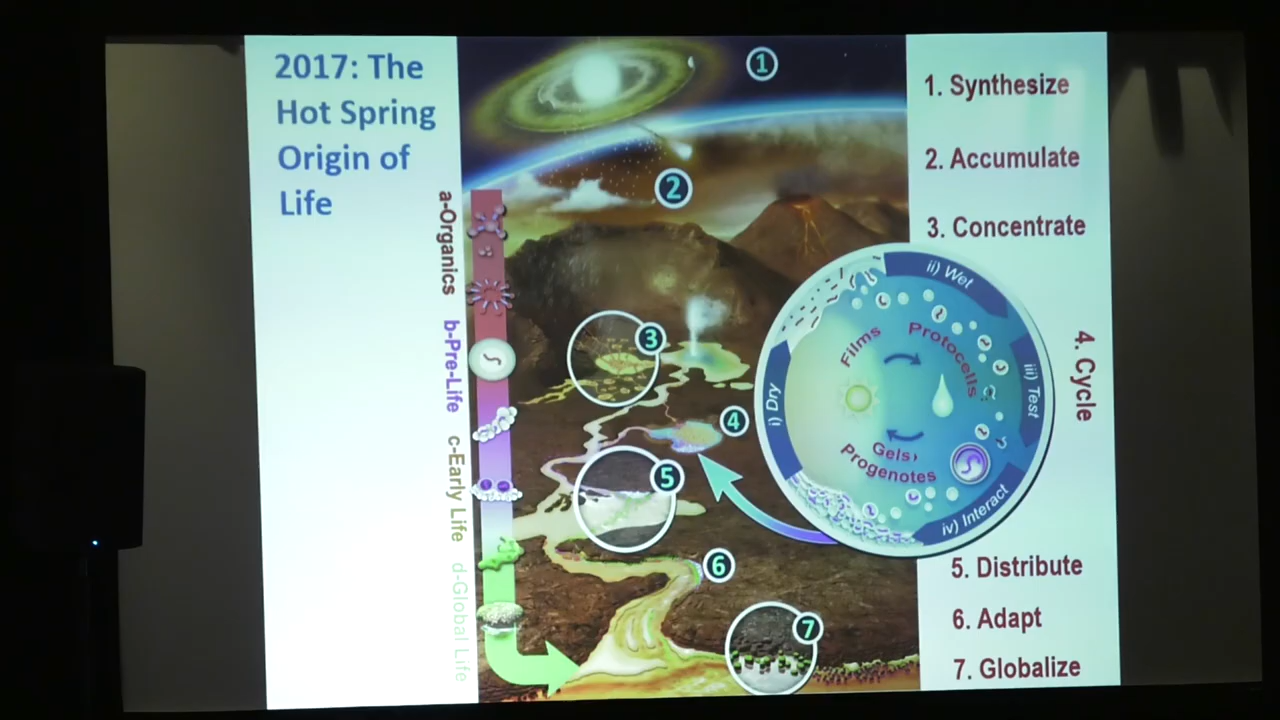 2017: The
Hot Spring
Origin of
Life
a-Organics
b-Pre-Life
c-Early Life
d-Global Life
1
2
3
4
5
6
7
1. Synthesize
2. Accumulate
3. Concentrate
4. Cycle
i) Dry
ii) Wet
iii) Test
iv) Interact
Films
Protocells
Gels›
Progenotes
5. Distribute
6. Adapt
7. Globalize